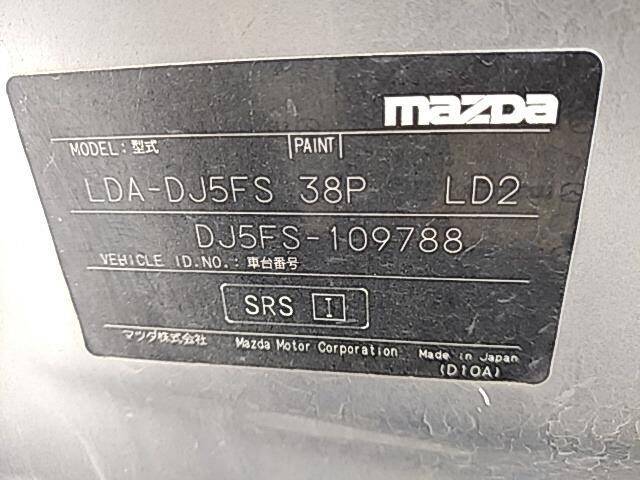 mazda
MODEL: 型式 PAINT
LDA-DJ5FS 38P LD2
DJ5FS-109788
VEHICLE ID.NO.: 車台番号
SRS I
マツダ株式会社 Mazda Motor Corporation Made in Japan
(D10A)